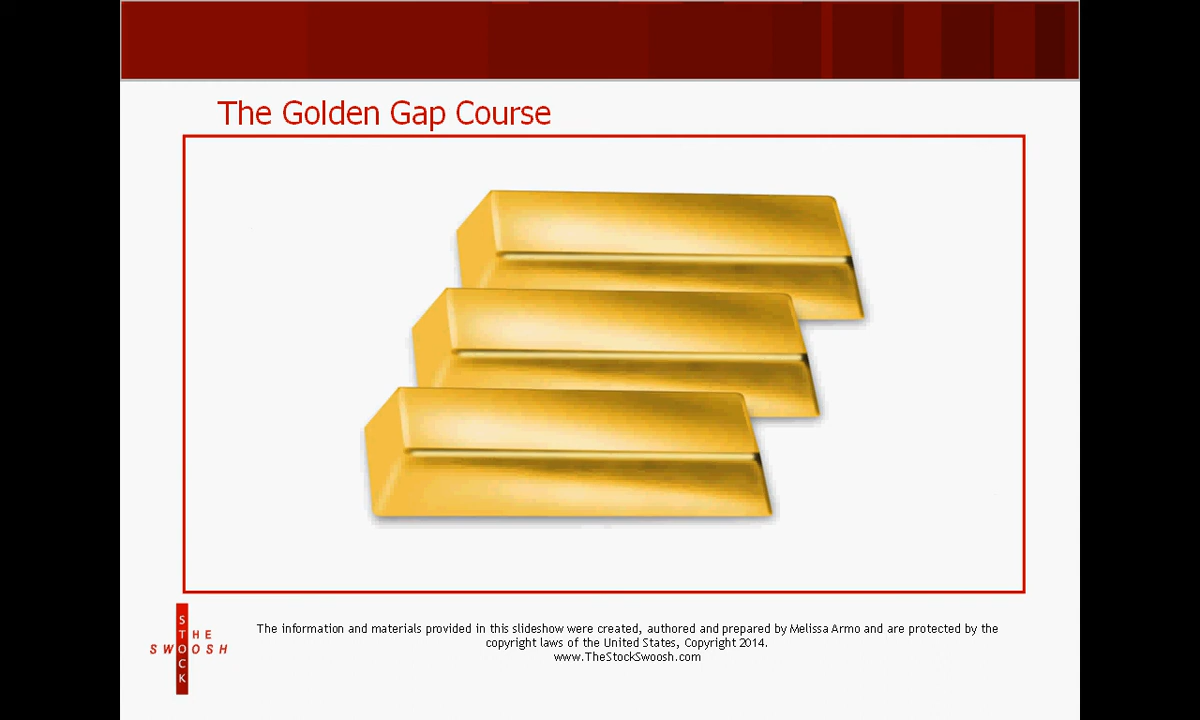 The Golden Gap Course
STOCK
THE
SWOOSH
The information and materials provided in this slideshow were created, authored and prepared by Melissa Armo and are protected by the
copyright laws of the United States, Copyright 2014.
www.TheStockSwoosh.com